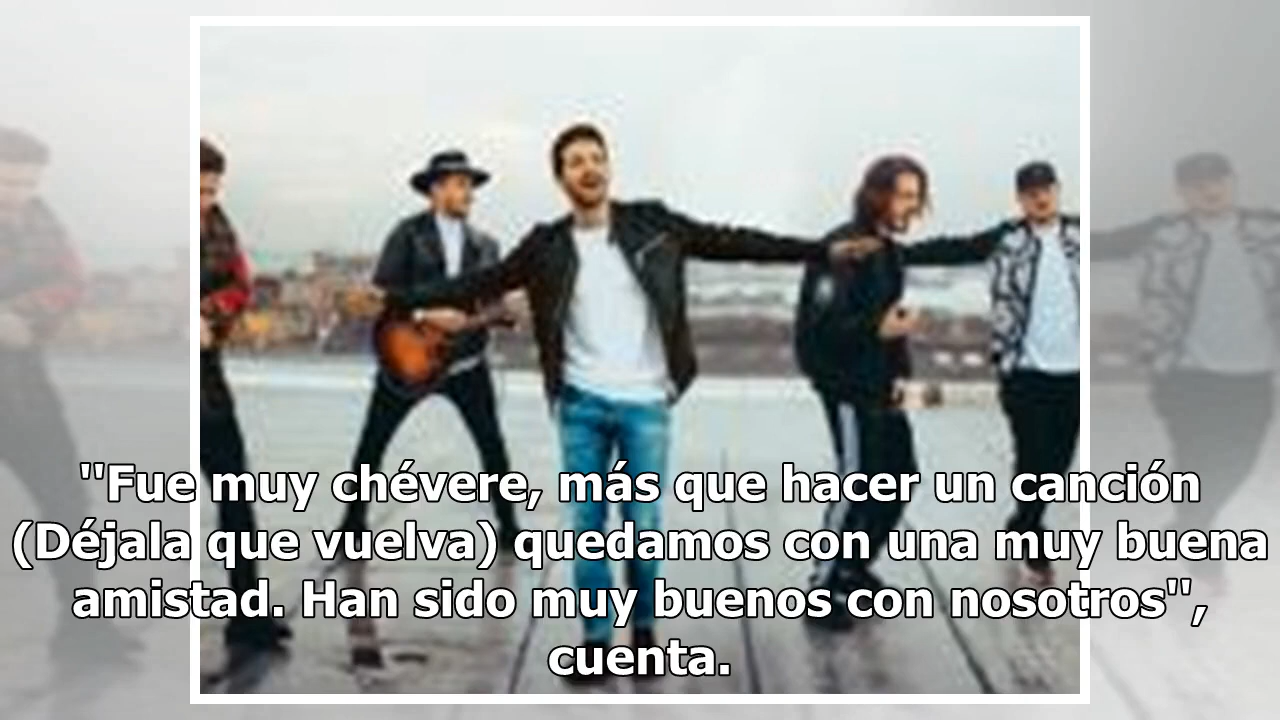 "Fue muy chévere, más que hacer un canción
(Déjala que vuelva) quedamos con una muy buena
amistad. Han sido muy buenos con nosotros",
cuenta.